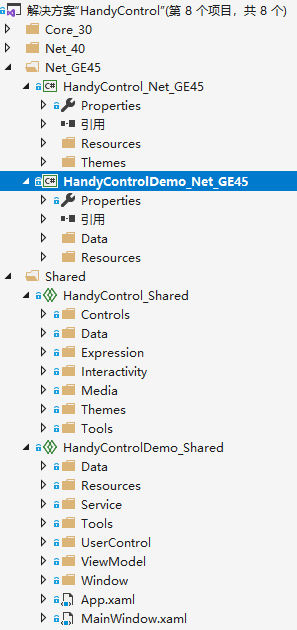 解决方案“HandyControl”(第 8 个项目，共 8 个)
Core_30
Net_40
Net_GE45
HandyControl_Net_GE45
Properties
引用
Resources
Themes
HandyControlDemo_Net_GE45
Properties
引用
Data
Resources
Shared
HandyControl_Shared
Controls
Data
Expression
Interactivity
Media
Themes
Tools
HandyControlDemo_Shared
Data
Resources
Service
Tools
UserControl
ViewModel
Window
App.xaml
MainWindow.xaml